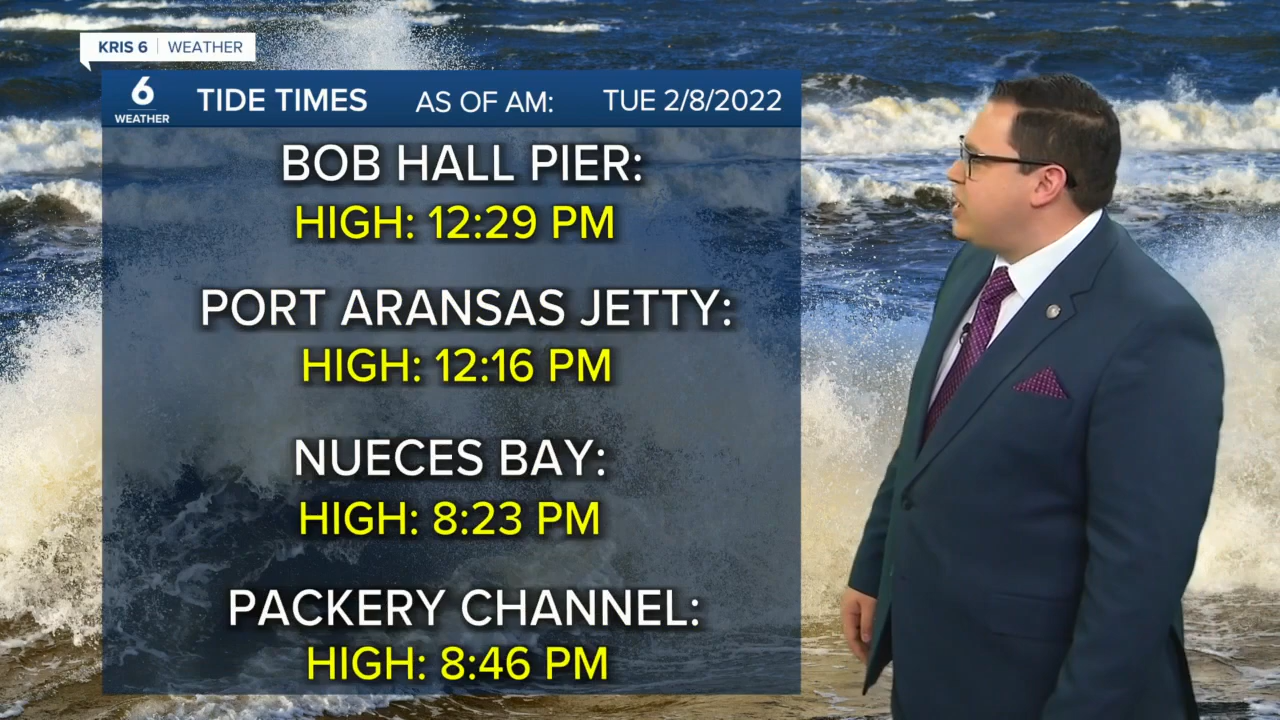 KRIS 6 | WEATHER
6
WEATHER
TIDE TIMES AS OF AM: TUE 2/8/2022
BOB HALL PIER:
HIGH: 12:29 PM
PORT ARANSAS JETTY:
HIGH: 12:16 PM
NUECES BAY:
HIGH: 8:23 PM
PACKERY CHANNEL:
HIGH: 8:46 PM